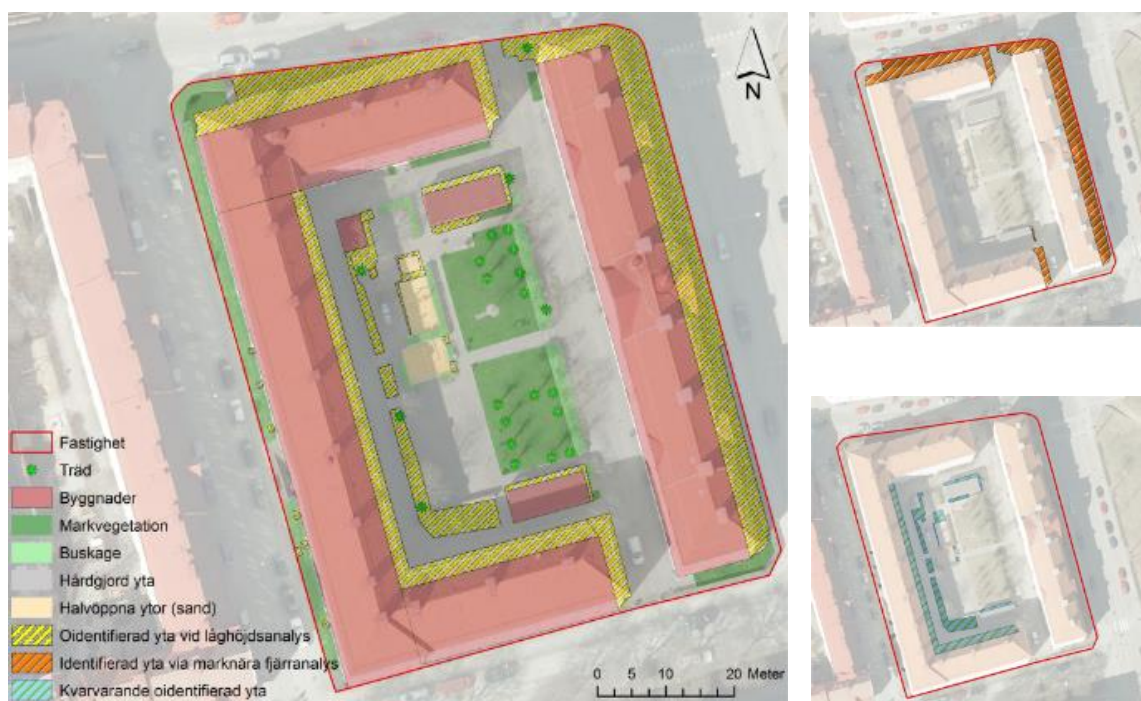 N
Fastighet
Träd
Byggnader
Markvegetation
Buskage
Hårdgjord yta
Halvöppna ytor (sand)
Oidentifierad yta vid låghöjdsanalys
Identifierad yta via marknära fjärranalys
Kvarvarande oidentifierad yta
0 5 10 20 Meter